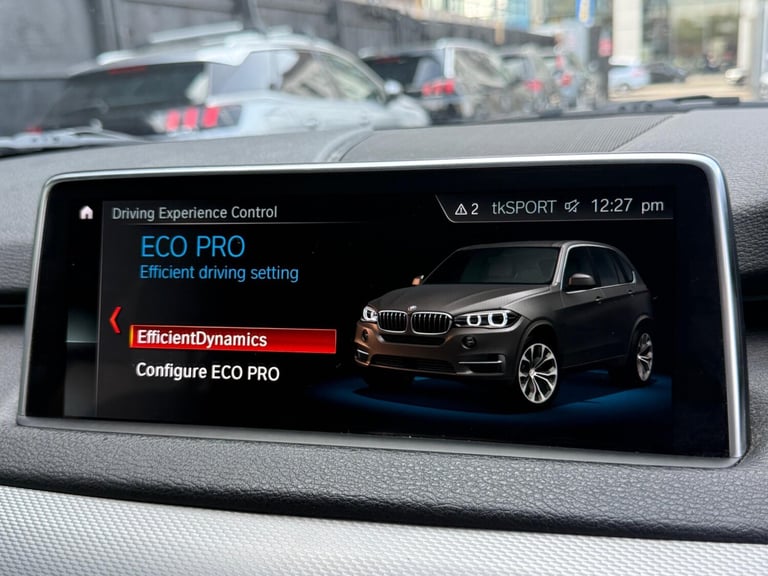 Driving Experience Control
2 tkSPORT 12:27 pm
ECO PRO
Efficient driving setting
EfficientDynamics
Configure ECO PRO